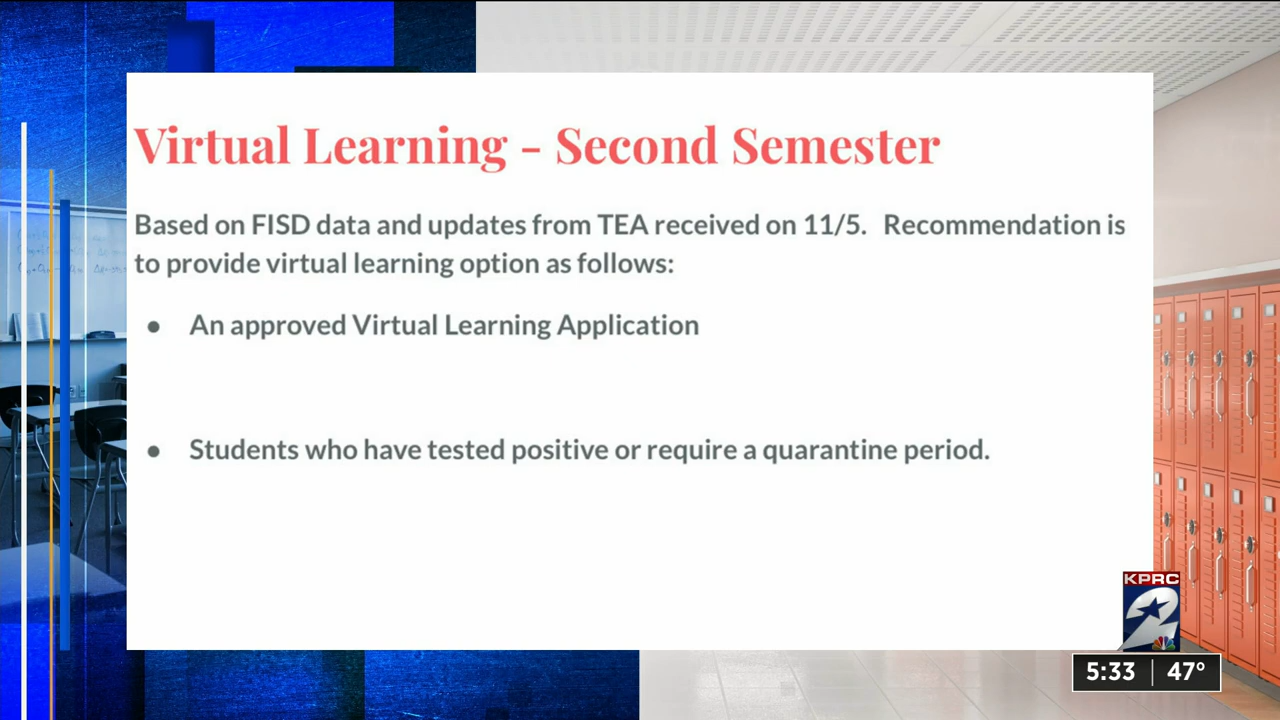 Virtual Learning - Second Semester
Based on FISD data and updates from TEA received on 11/5. Recommendation is
to provide virtual learning option as follows:
● An approved Virtual Learning Application
● Students who have tested positive or require a quarantine period.
KPRC
2
5:33 | 47°